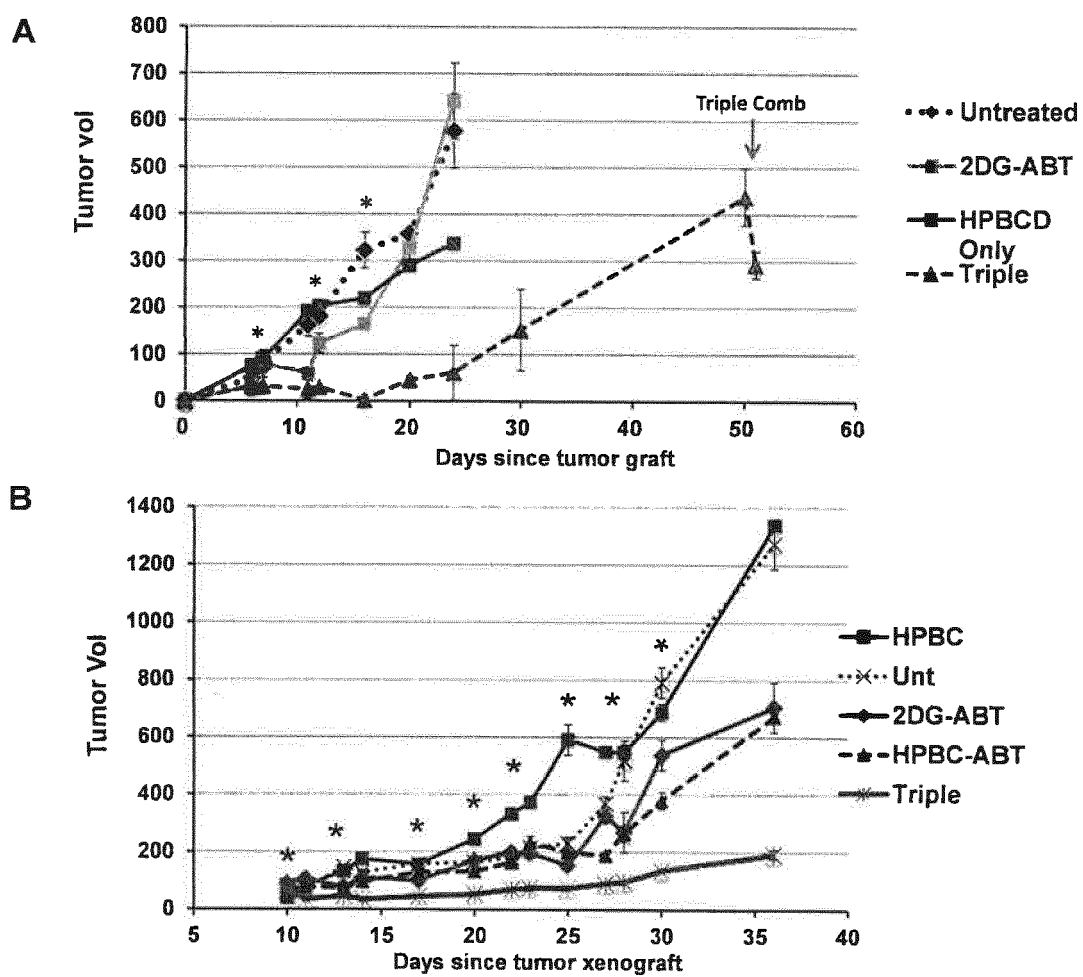 A
800
700
600
500
400
300
200
100
0
Tumor vol
0 10 20 30 40 50 60
Days since tumor graft
Triple Comb
* * *
Untreated
2DG-ABT
HPBCD
Only
Triple
B
1400
1200
1000
800
600
400
200
0
Tumor Vol
5 10 15 20 25 30 35 40
Days since tumor xenograft
* * * * * * * *
HPBC
Unt
2DG-ABT
HPBC-ABT
Triple